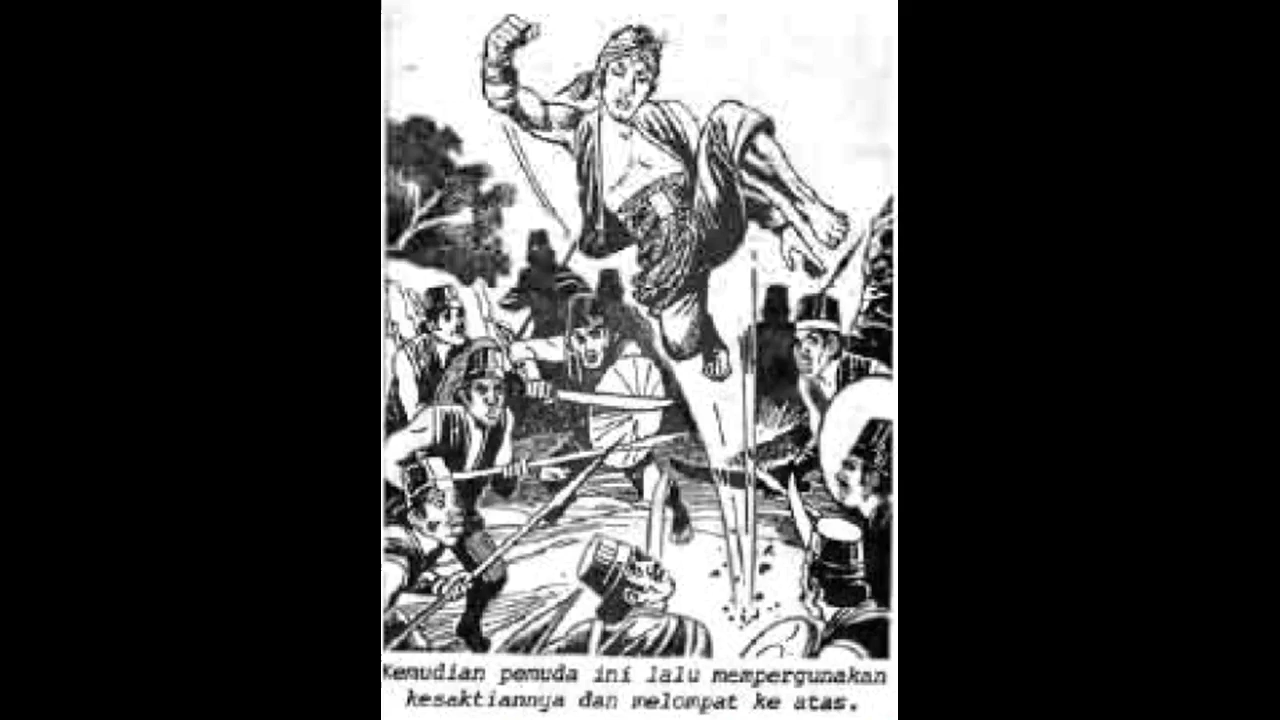 Kemudian pemuda ini lalu mempergunakan
kesaktiannya dan melompat ke atas.